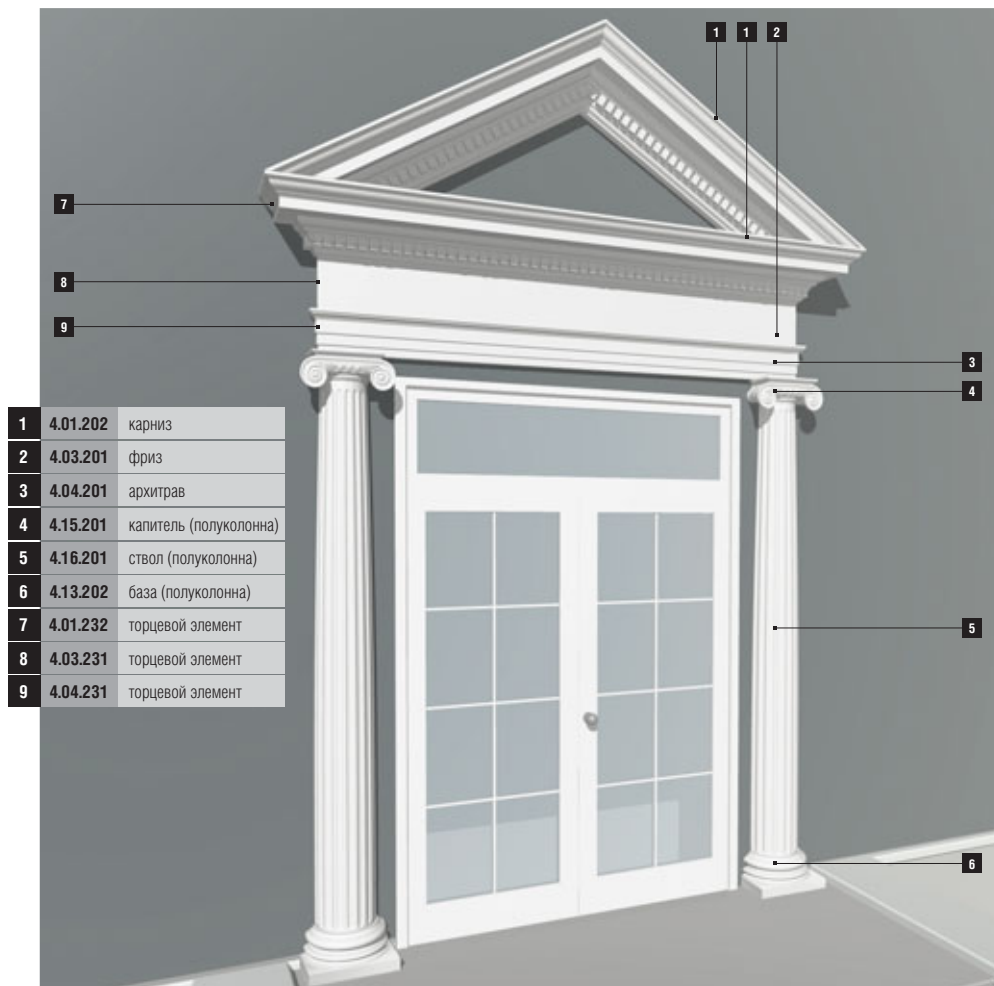 1 1 2
7
8
9
3
4
1 4.01.202 карниз
2 4.03.201 фриз
3 4.04.201 архитрав
4 4.15.201 капитель (полуколонна)
5 4.16.201 ствол (полуколонна)
6 4.13.202 база (полуколонна)
7 4.01.232 торцевой элемент
8 4.03.231 торцевой элемент
9 4.04.231 торцевой элемент
5
6